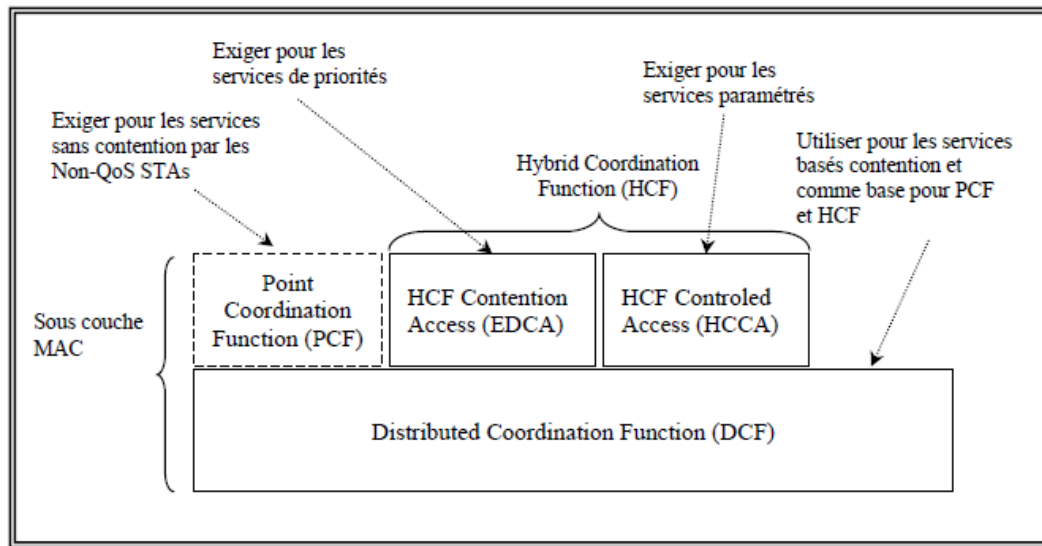 Exiger pour les
services de priorités
Exiger pour les
services paramétrés
Exiger pour les services
sans contention par les
Non-QoS STAs
Utiliser pour les services
basés contention et
comme base pour PCF
et HCF
Hybrid Coordination
Function (HCF)
Point
Coordination
Function (PCF)
HCF Contention
Access (EDCA)
HCF Controled
Access (HCCA)
Sous couche
MAC
Distributed Coordination Function (DCF)